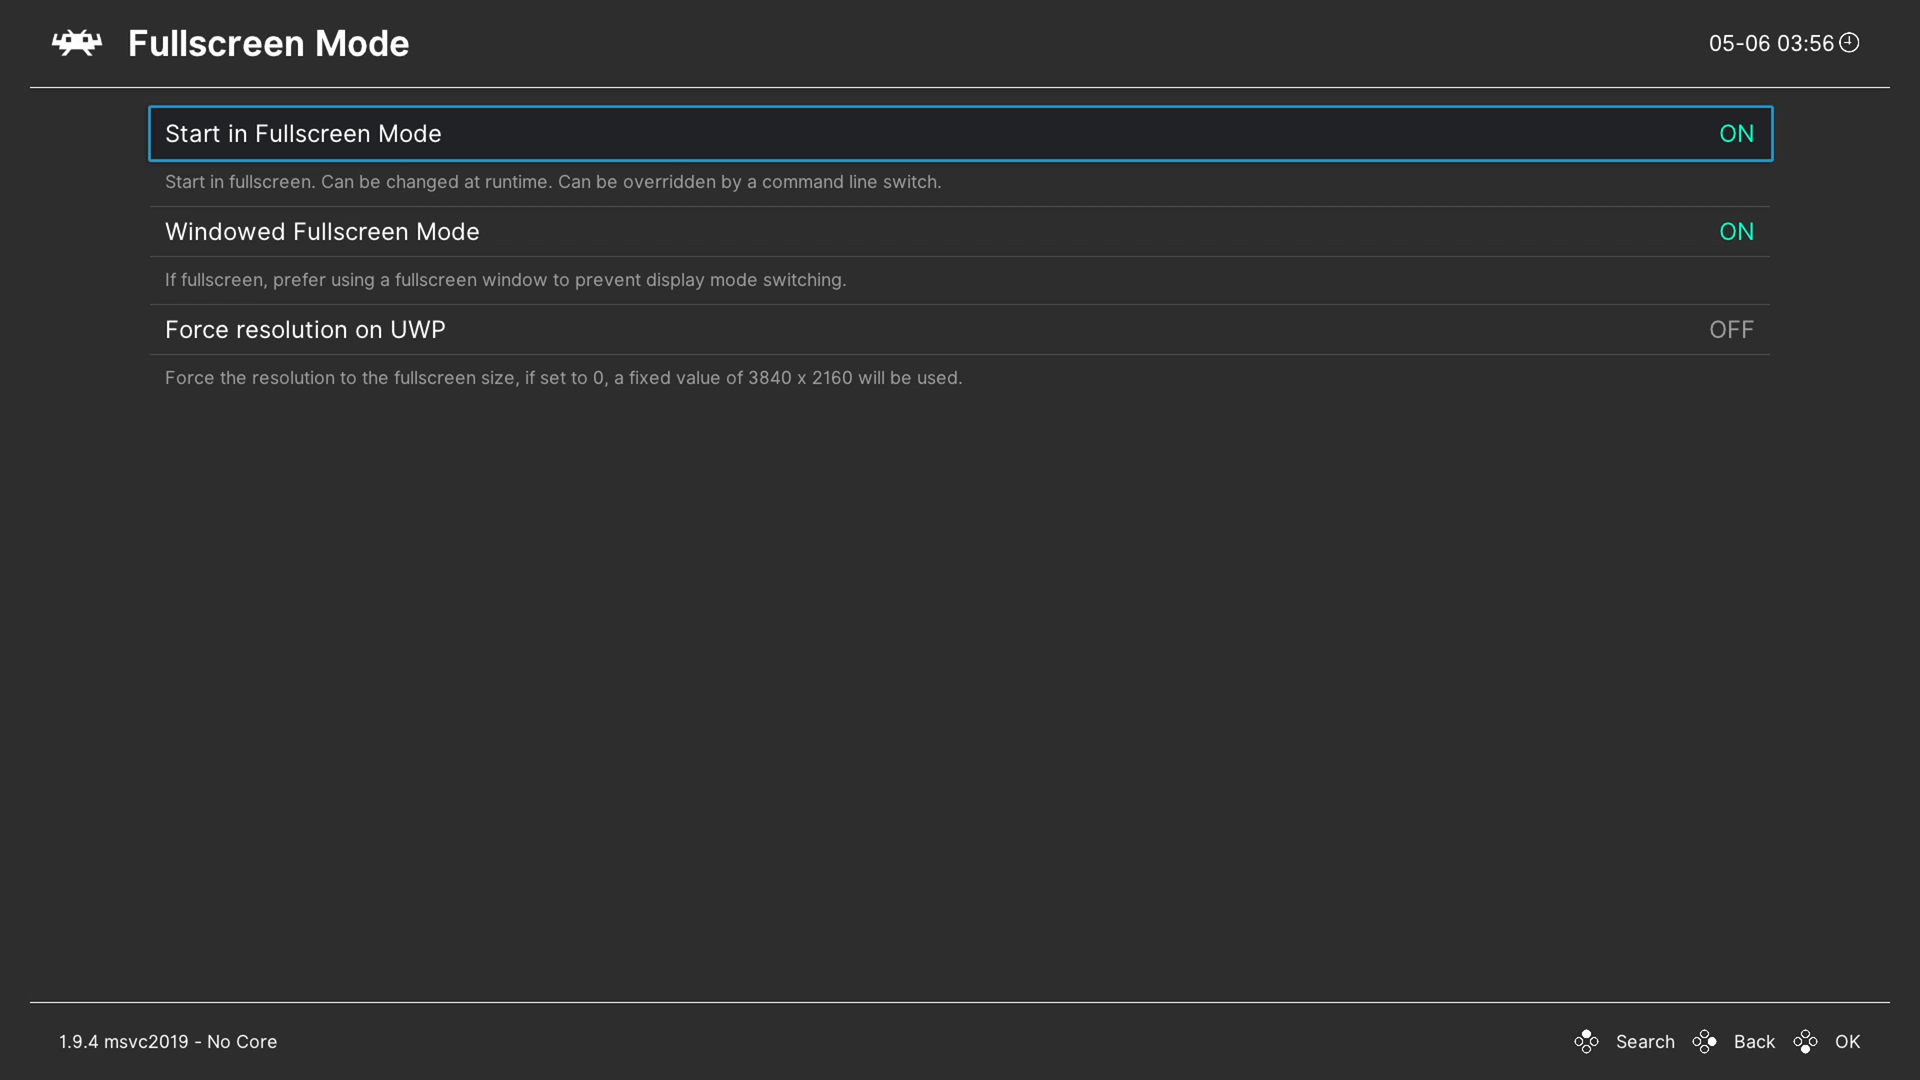 Fullscreen Mode
05-06 03:56
Start in Fullscreen Mode ON
Start in fullscreen. Can be changed at runtime. Can be overridden by a command line switch.
Windowed Fullscreen Mode ON
If fullscreen, prefer using a fullscreen window to prevent display mode switching.
Force resolution on UWP OFF
Force the resolution to the fullscreen size, if set to 0, a fixed value of 3840 x 2160 will be used.
1.9.4 msvc2019 - No Core
Search Back OK